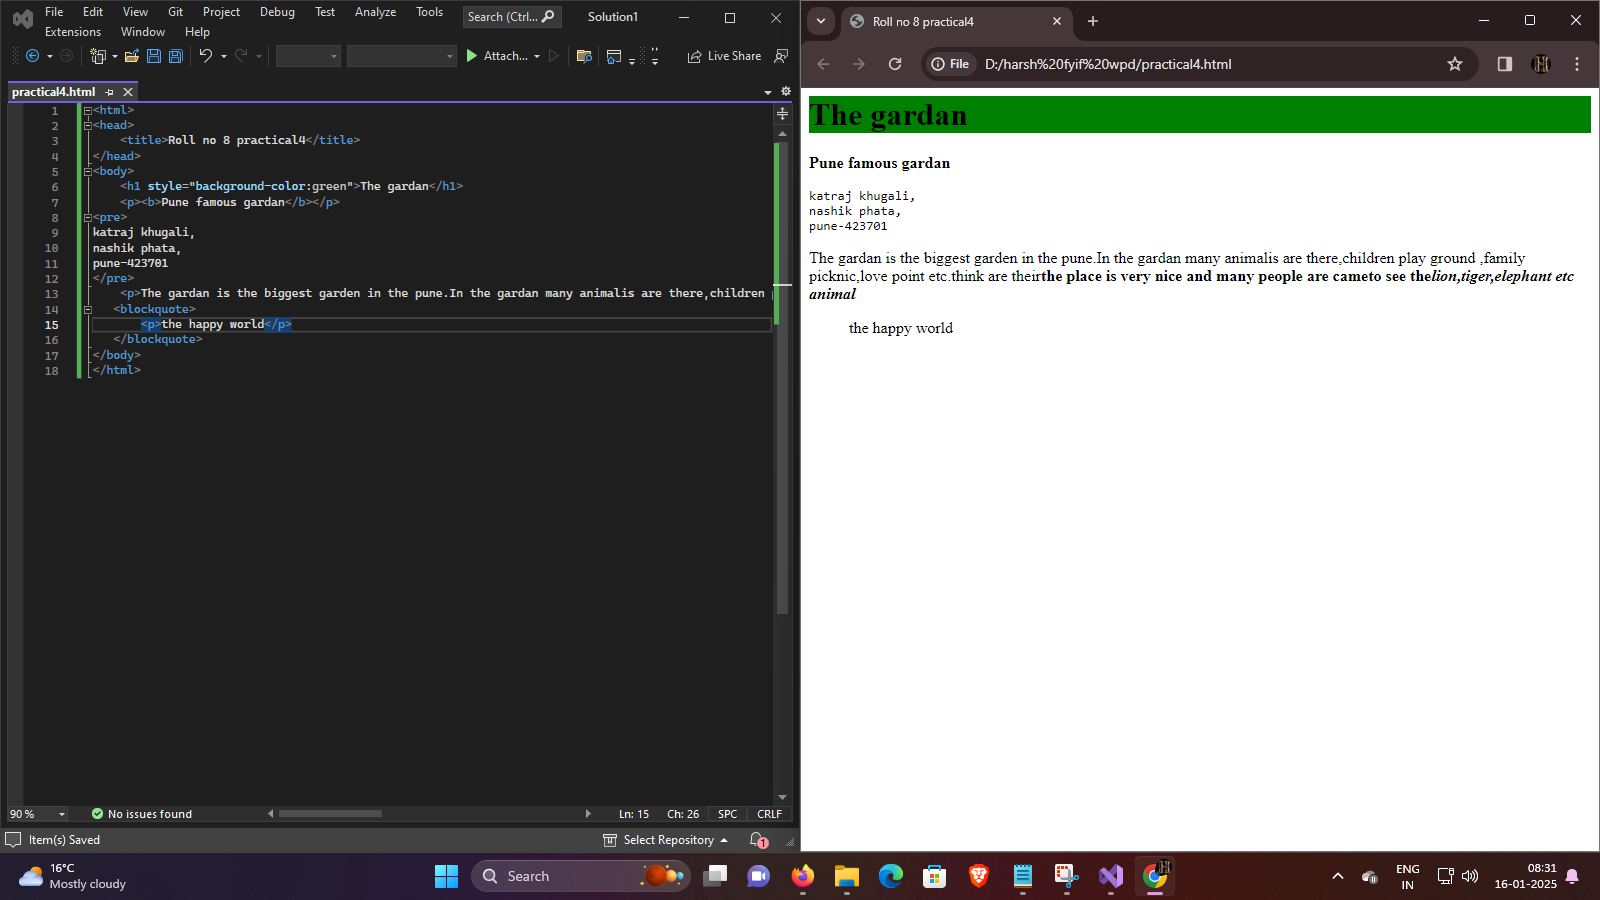 File Edit View Git Project Debug Test Analyze Tools Search (Ctrl... Solution1
Extensions Window Help
Attach... Live Share
practical4.html
1 <html>
2 <head>
3 <title>Roll no 8 practical4</title>
4 </head>
5 <body>
6 <h1 style="background-color:green">The gardan</h1>
7 <p><b>Pune famous gardan</b></p>
8 <pre>
9 katraj khugali,
10 nashik phata,
11 pune-423701
12 </pre>
13 <p>The gardan is the biggest garden in the pune.In the gardan many animalis are there,children
14 <blockquote>
15 <p>the happy world</p>
16 </blockquote>
17 </body>
18 </html>
90 % No issues found Ln: 15 Ch: 26 SPC CRLF
Item(s) Saved Select Repository 1
Roll no 8 practical4
File D:/harsh%20fyif%20wpd/practical4.html
The gardan
Pune famous gardan
katraj khugali,
nashik phata,
pune-423701
The gardan is the biggest garden in the pune.In the gardan many animalis are there,children play ground ,family
picknic,love point etc.think are theirthe place is very nice and many people are cameto see thelion,tiger,elephant etc
animal
the happy world
16°C
Mostly cloudy
Search
ENG
IN
08:31
16-01-2025